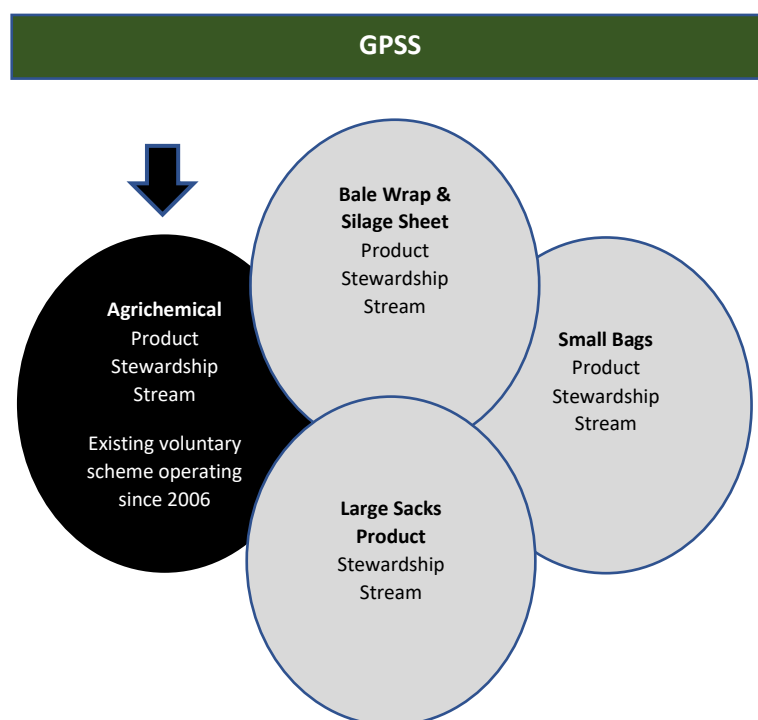 GPSS
Bale Wrap &
Silage Sheet
Product
Stewardship
Stream
Agrichemical
Product
Stewardship
Stream
Existing voluntary
scheme operating
since 2006
Small Bags
Product
Stewardship
Stream
Large Sacks
Product
Stewardship
Stream